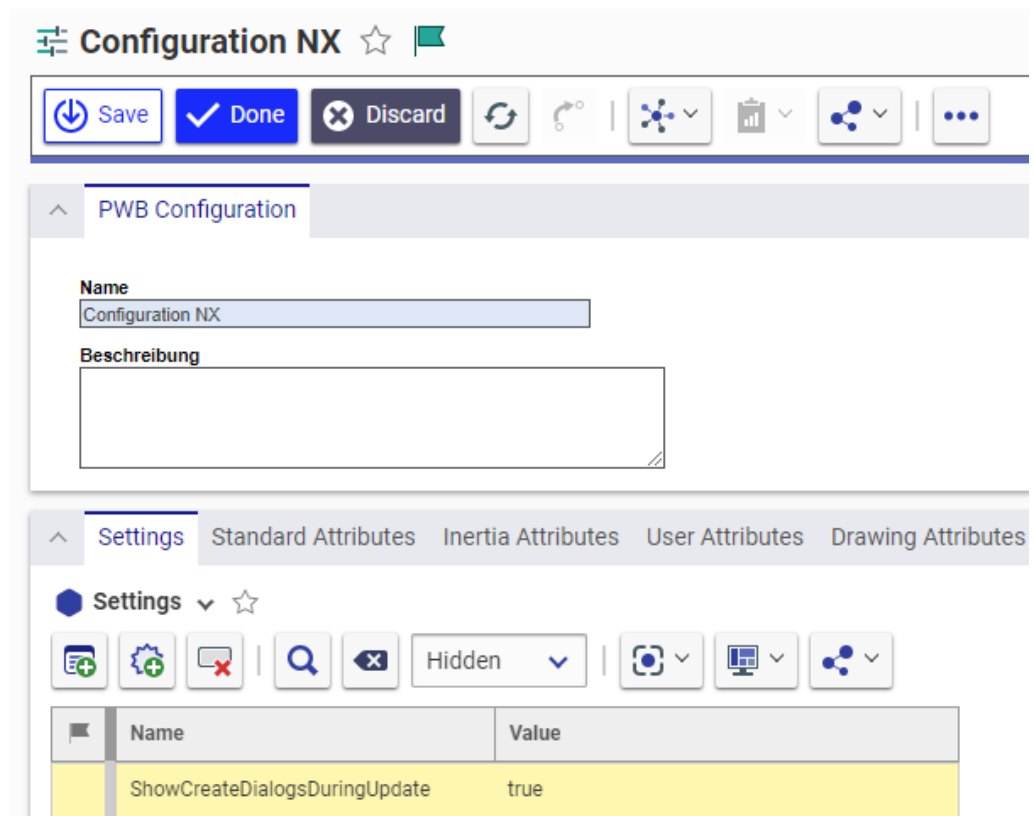 Configuration NX
Save Done Discard
PWB Configuration
Name
Configuration NX
Beschreibung
Settings Standard Attributes Inertia Attributes User Attributes Drawing Attributes
Settings
Hidden
Name Value
ShowCreateDialogsDuringUpdate true